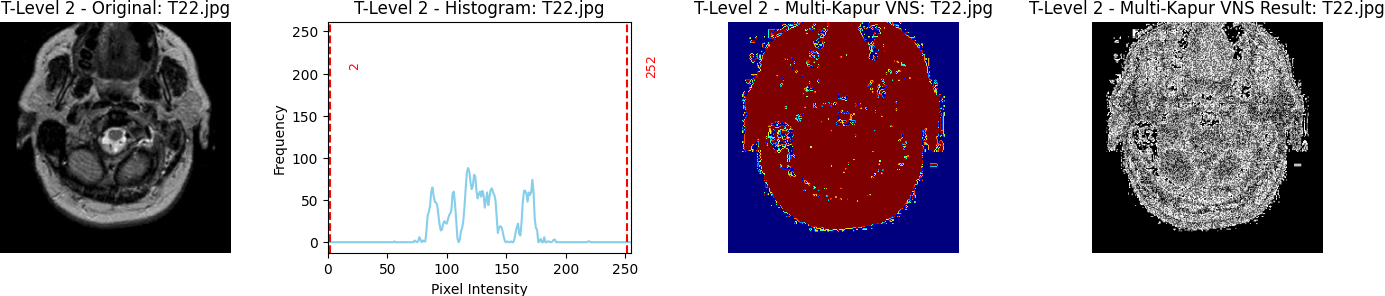 T-Level 2 - Original: T22.jpg
T-Level 2 - Histogram: T22.jpg
T-Level 2 - Multi-Kapur VNS: T22.jpg
T-Level 2 - Multi-Kapur VNS Result: T22.jpg
250
200
150
100
50
0
Frequency
2
252
0 50 100 150 200 250
Pixel Intensity